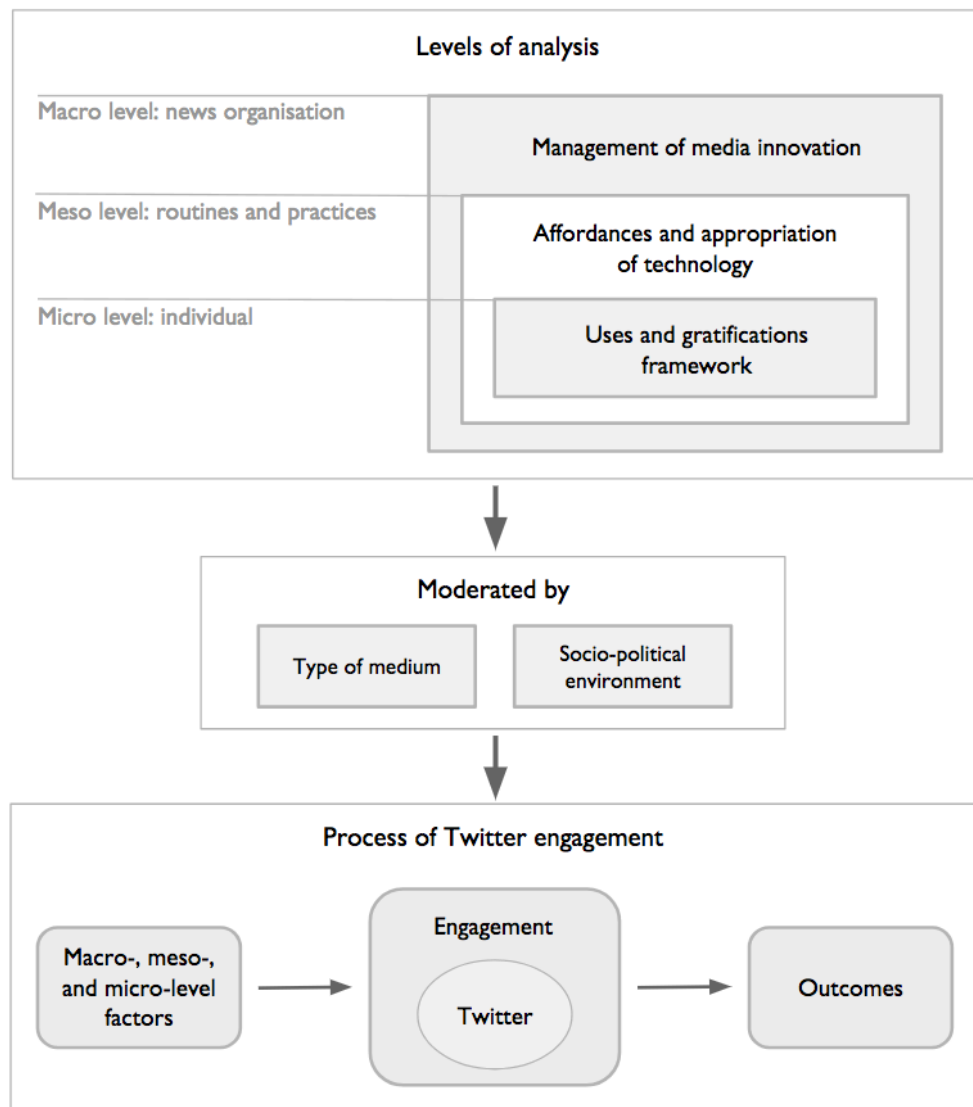 Levels of analysis
Macro level: news organisation
Management of media innovation
Meso level: routines and practices
Affordances and appropriation
of technology
Micro level: individual
Uses and gratifications
framework
Moderated by
Type of medium
Socio-political
environment
Process of Twitter engagement
Macro-, meso-,
and micro-level
factors
Engagement
Twitter
Outcomes